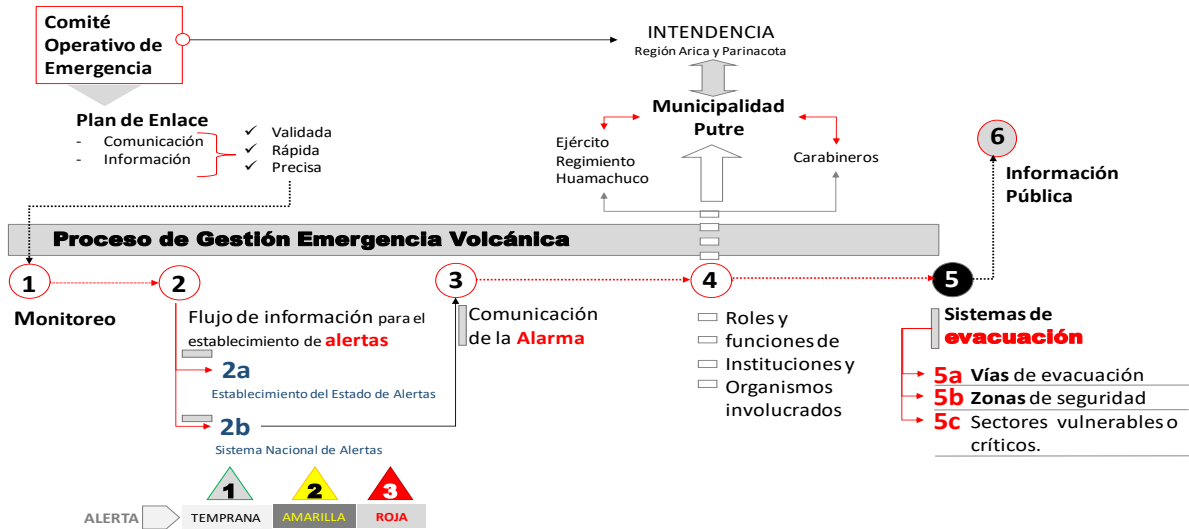 Comité
Operativo de
Emergencia
Plan de Enlace
- Comunicación
- Información
✓ Validada
✓ Rápida
✓ Precisa
INTENDENCIA
Región Arica y Parinacota
Municipalidad
Putre
Ejército
Regimiento
Huamachuco
Carabineros
6
Información
Pública
Proceso de Gestión Emergencia Volcánica
1
Monitoreo
2
Flujo de información para el
establecimiento de alertas
2a
Establecimiento del Estado de Alertas
2b
Sistema Nacional de Alertas
3
Comunicación
de la Alarma
4
Roles y
funciones de
Instituciones y
Organismos
involucrados
5
Sistemas de
evacuación
5a Vías de evacuación
5b Zonas de seguridad
5c Sectores vulnerables o
críticos.
1
2
3
ALERTA
TEMPRANA
AMARILLA
ROJA